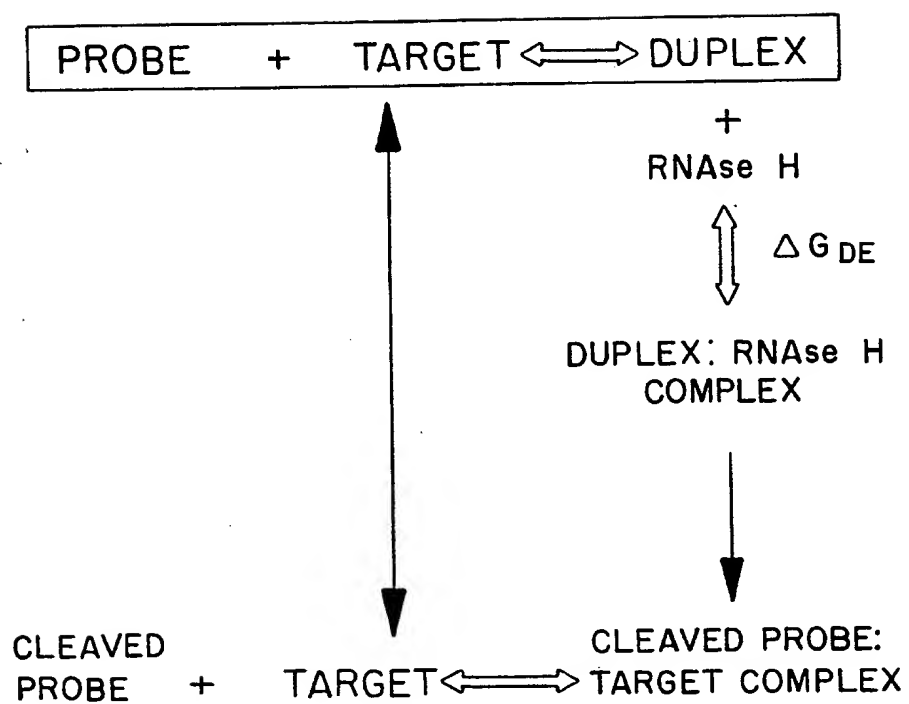 PROBE + TARGET ⇔ DUPLEX
+
RNAse H
ΔG DE
DUPLEX: RNAse H
COMPLEX
CLEAVED
PROBE + TARGET ⇔
CLEAVED PROBE:
TARGET COMPLEX